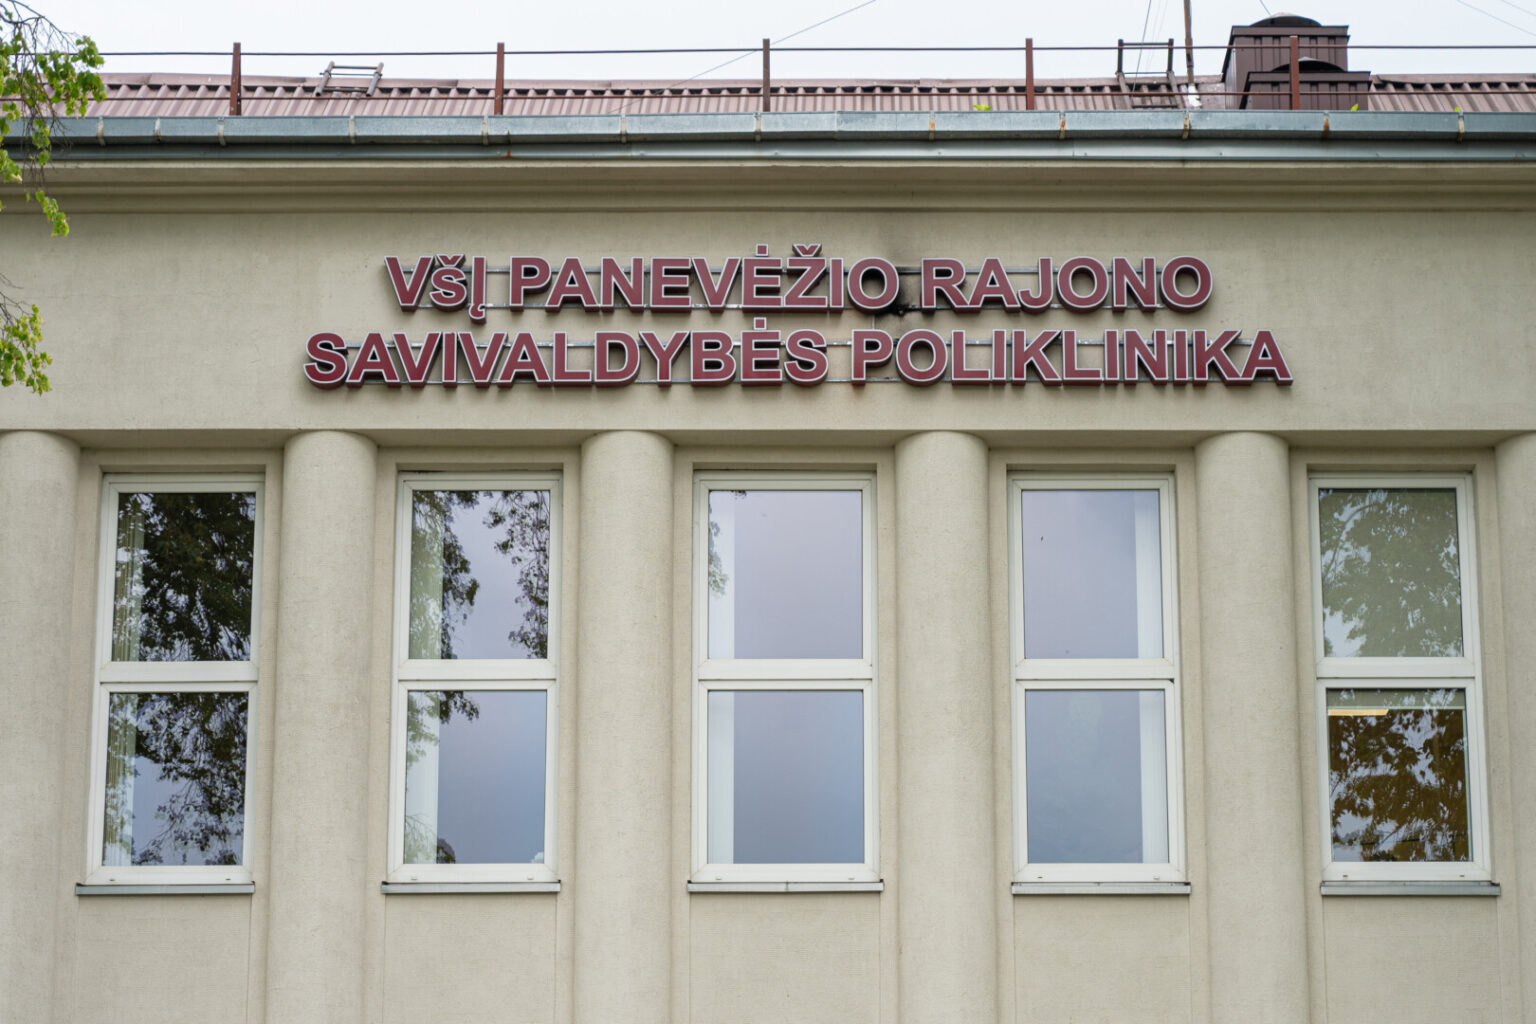 VšĮ PANEVĖŽIO RAJONO
SAVIVALDYBĖS POLIKLINIKA